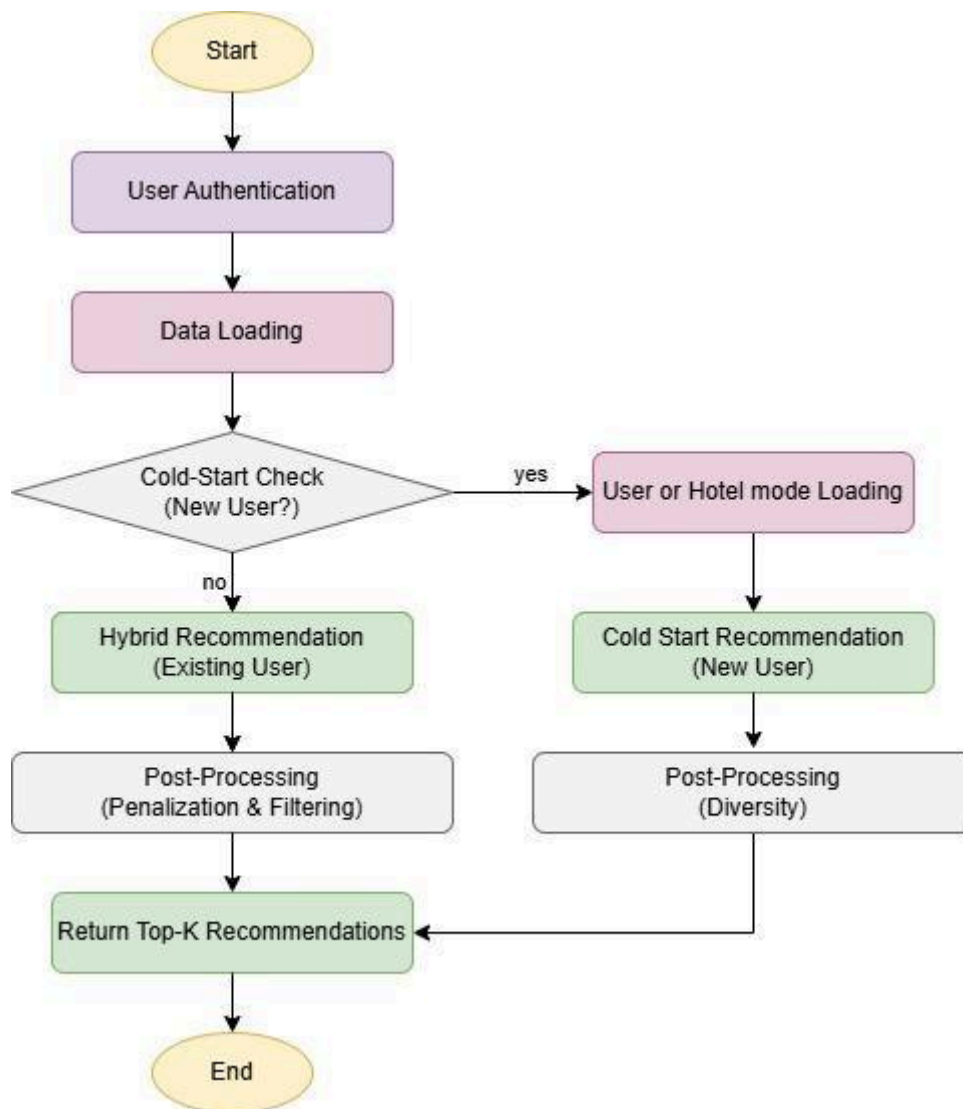 Start
User Authentication
Data Loading
Cold-Start Check
(New User?)
yes
User or Hotel mode Loading
no
Hybrid Recommendation
(Existing User)
Cold Start Recommendation
(New User)
Post-Processing
(Penalization & Filtering)
Post-Processing
(Diversity)
Return Top-K Recommendations
End